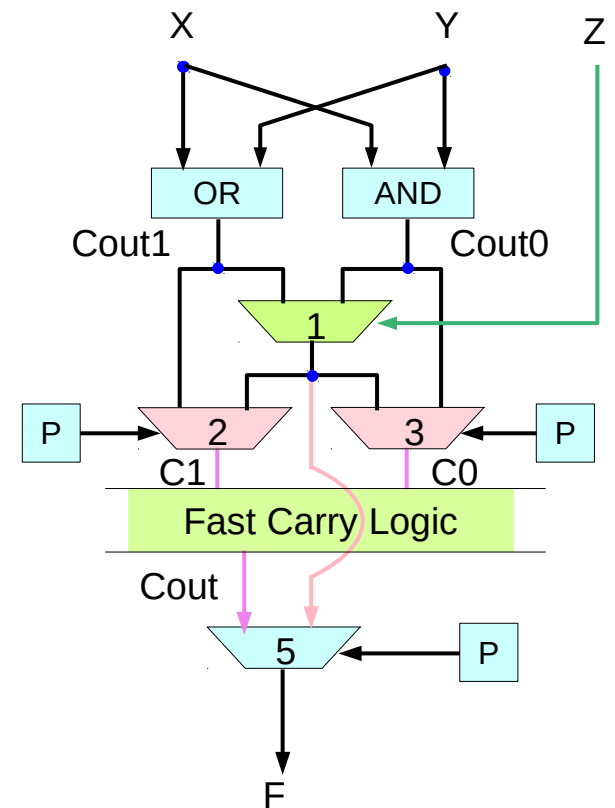 X Y Z
OR AND
Cout1 Cout0
1
P 2 3 P
C1 C0
Fast Carry Logic
Cout
5 P
F